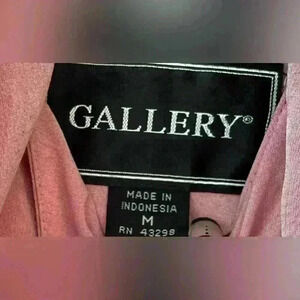 GALLERY®
MADE IN
INDONESIA
M
RN 43298